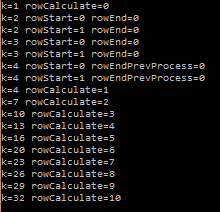 k=1 rowCalculate=0
k=2 rowStart=0 rowEnd=0
k=2 rowStart=1 rowEnd=0
k=3 rowStart=0 rowEnd=0
k=3 rowStart=1 rowEnd=0
k=4 rowStart=0 rowEndPrevProcess=0
k=4 rowStart=1 rowEndPrevProcess=0
k=4 rowCalculate=1
k=7 rowCalculate=2
k=10 rowCalculate=3
k=13 rowCalculate=4
k=16 rowCalculate=5
k=20 rowCalculate=6
k=23 rowCalculate=7
k=26 rowCalculate=8
k=29 rowCalculate=9
k=32 rowCalculate=10